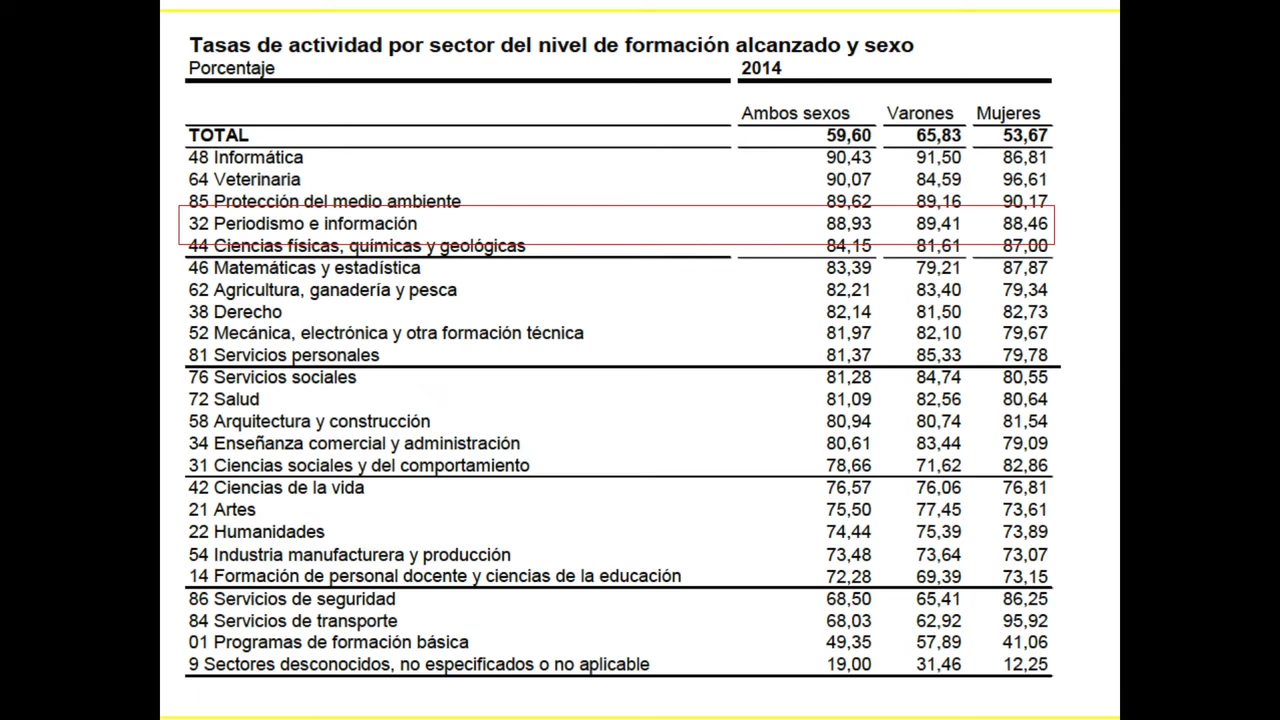 Tasas de actividad por sector del nivel de formación alcanzado y sexo
Porcentaje 2014
Ambos sexos Varones Mujeres
TOTAL 59,60 65,83 53,67
48 Informática 90,43 91,50 86,81
64 Veterinaria 90,07 84,59 96,61
85 Protección del medio ambiente 89,62 89,16 90,17
32 Periodismo e información 88,93 89,41 88,46
44 Ciencias físicas, químicas y geológicas 84,15 81,61 87,00
46 Matemáticas y estadística 83,39 79,21 87,87
62 Agricultura, ganadería y pesca 82,21 83,40 79,34
38 Derecho 82,14 81,50 82,73
52 Mecánica, electrónica y otra formación técnica 81,97 82,10 79,67
81 Servicios personales 81,37 85,33 79,78
76 Servicios sociales 81,28 84,74 80,55
72 Salud 81,09 82,56 80,64
58 Arquitectura y construcción 80,94 80,74 81,54
34 Enseñanza comercial y administración 80,61 83,44 79,09
31 Ciencias sociales y del comportamiento 78,66 71,62 82,86
42 Ciencias de la vida 76,57 76,06 76,81
21 Artes 75,50 77,45 73,61
22 Humanidades 74,44 75,39 73,89
54 Industria manufacturera y producción 73,48 73,64 73,07
14 Formación de personal docente y ciencias de la educación 72,28 69,39 73,15
86 Servicios de seguridad 68,50 65,41 86,25
84 Servicios de transporte 68,03 62,92 95,92
01 Programas de formación básica 49,35 57,89 41,06
9 Sectores desconocidos, no especificados o no aplicable 19,00 31,46 12,25